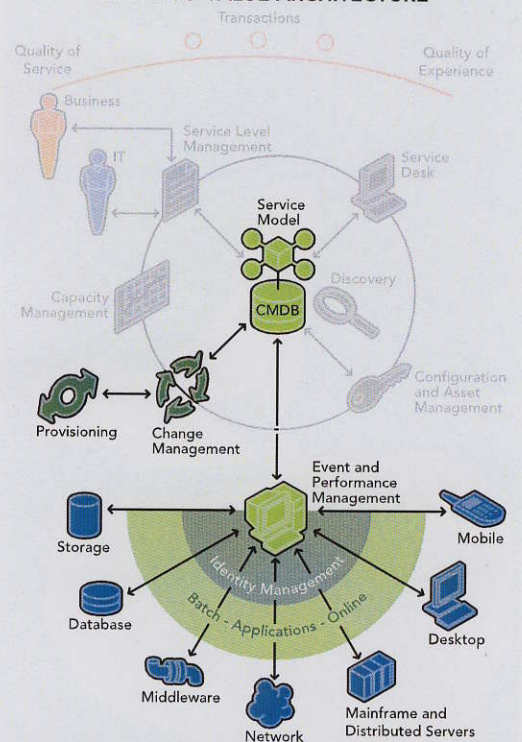 Transactions
Quality of
Service
Quality of
Experience
Business
IT
Service Level
Management
Service
Desk
Service
Model
Capacity
Management
CMDB
Discovery
Configuration
and Asset
Management
Provisioning
Change
Management
Event and
Performance
Management
Storage
Mobile
Identity Management
Database
Batch - Applications - Online
Desktop
Middleware
Network
Mainframe and
Distributed Servers